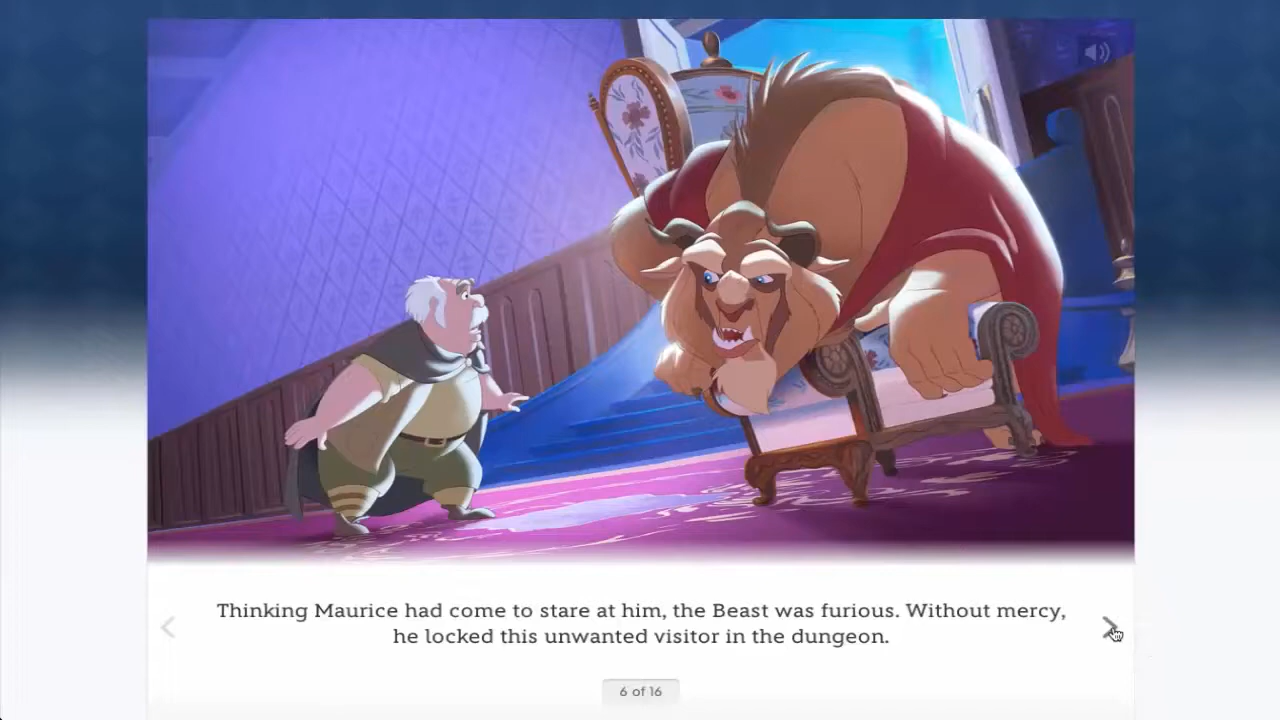 Thinking Maurice had come to stare at him, the Beast was furious. Without mercy,
he locked this unwanted visitor in the dungeon.
6 of 16